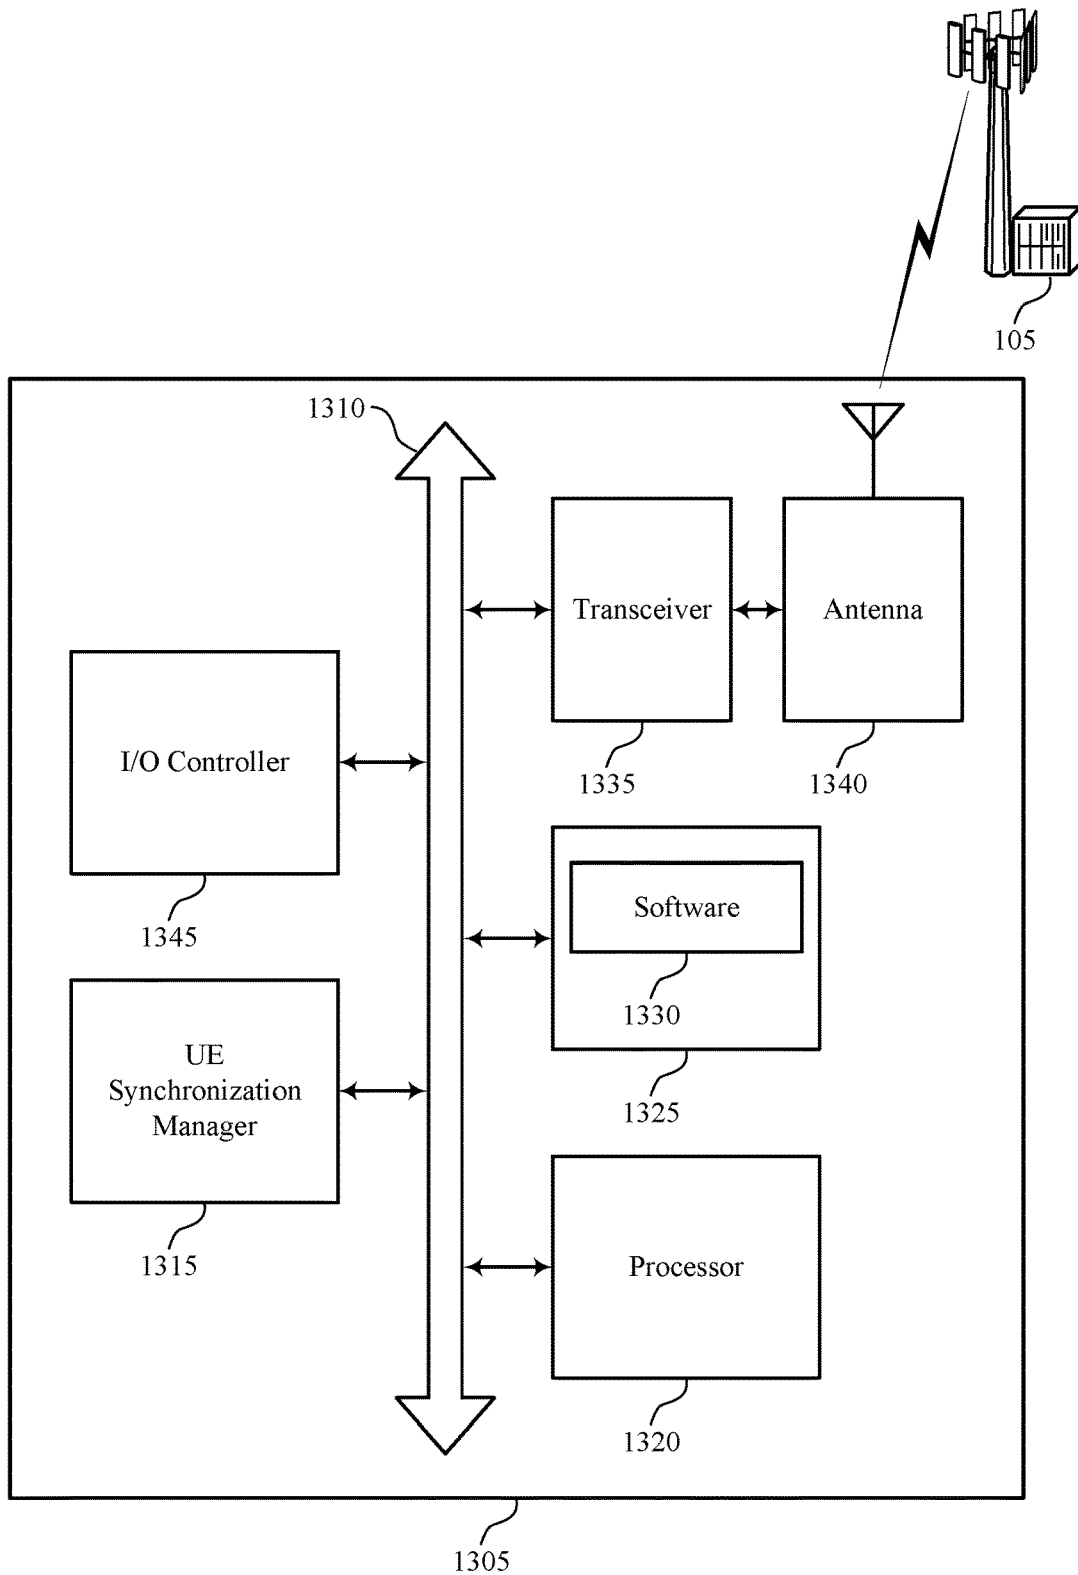 105
1310
Transceiver
Antenna
1335
1340
I/O Controller
1345
Software
1330
1325
UE
Synchronization
Manager
1315
Processor
1320
1305